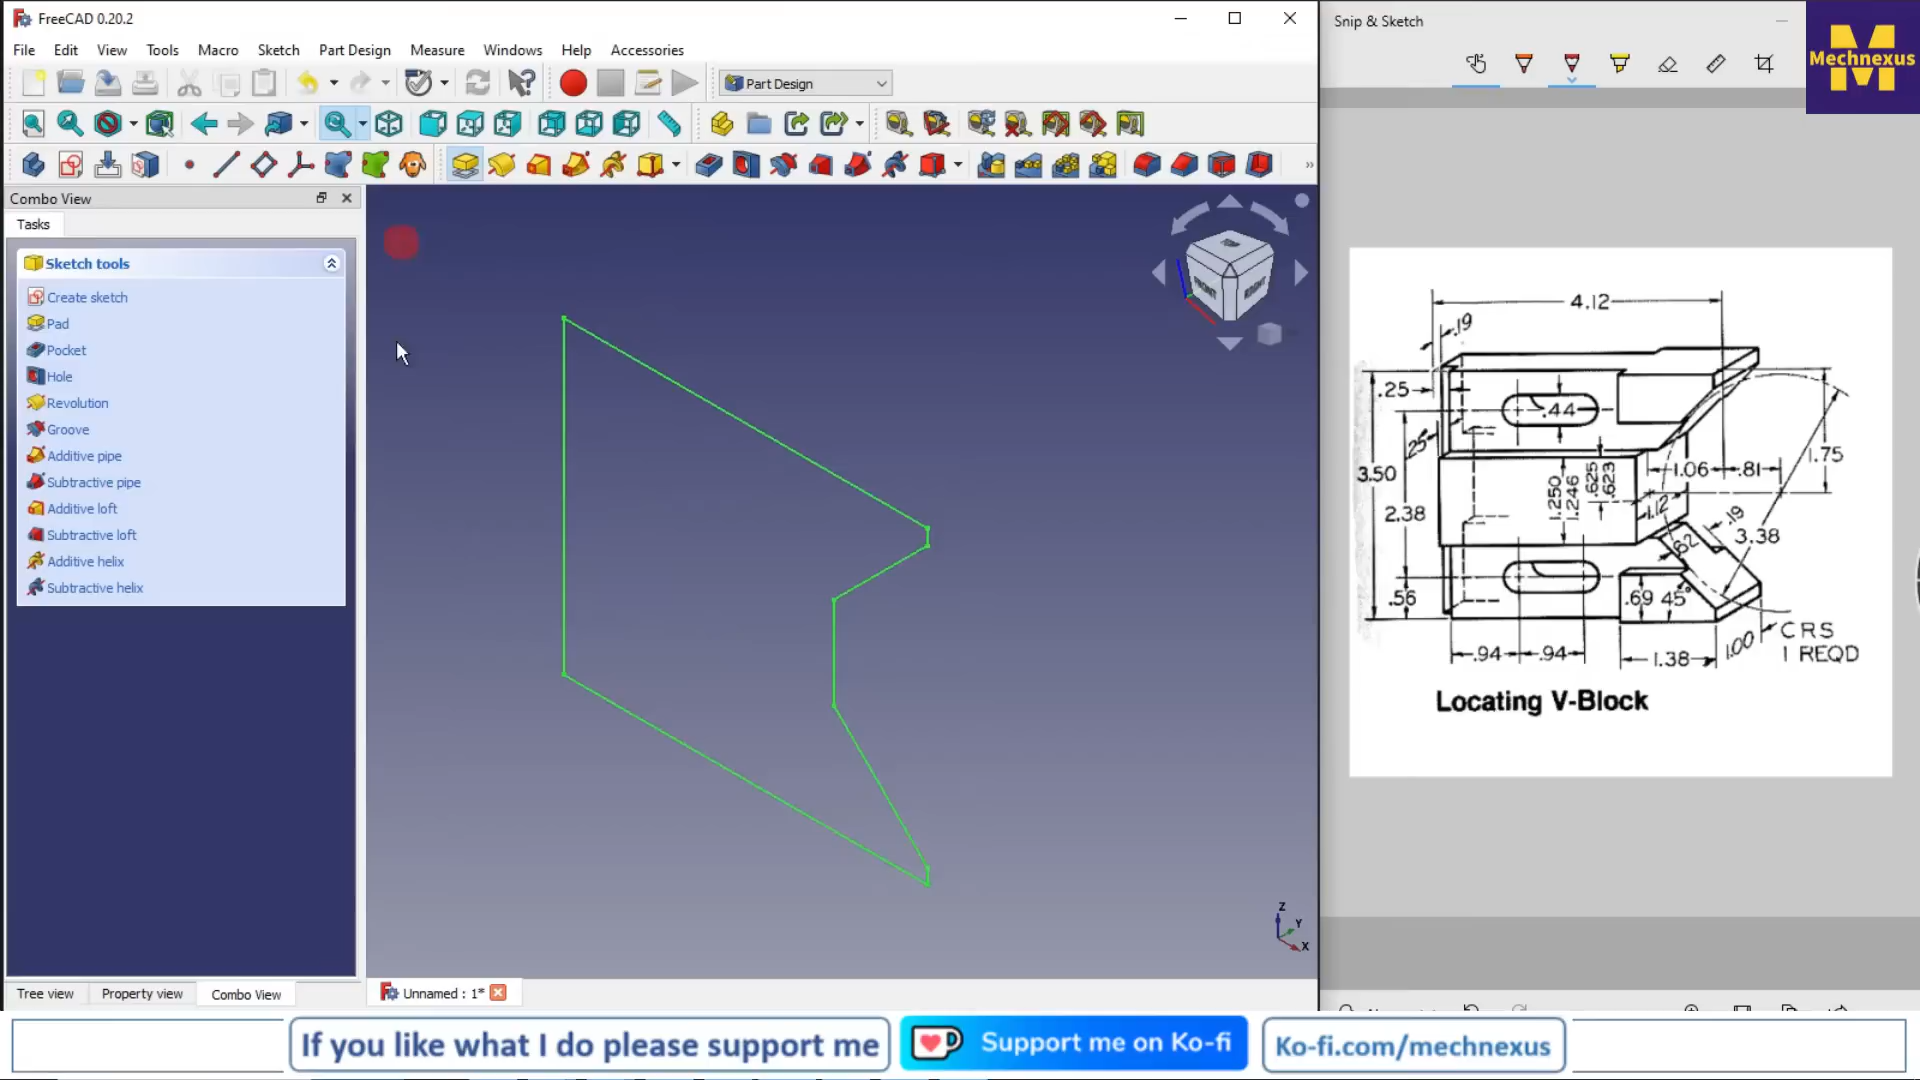 FreeCAD 0.20.2
File Edit View Tools Macro Sketch Part Design Measure Windows Help Accessories
Part Design
Combo View
Tasks
Sketch tools
Create sketch
Pad
Pocket
Hole
Revolution
Groove
Additive pipe
Subtractive pipe
Additive loft
Subtractive loft
Additive helix
Subtractive helix
Z
Y
X
Tree view
Property view
Combo View
Unnamed : 1*
Snip & Sketch
Mechnexus
4.12
.19
.25
.44
.25
3.50
1.250
1.246
.625
.623
1.06
.81
1.75
2.38
1.12
.19
.82
3.38
.56
.69
45°
.94
.94
1.38
1.00
CRS
1 REQD
Locating V-Block
If you like what I do please support me
Support me on Ko-fi
Ko-fi.com/mechnexus